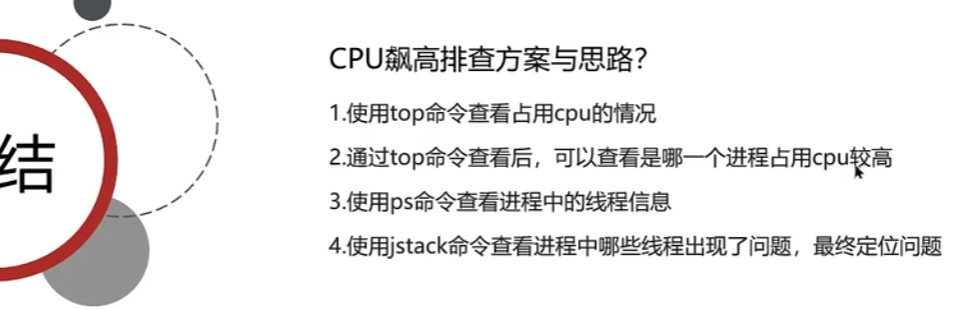 CPU飙高排查方案与思路？
1.使用top命令查看占用cpu的情况
2.通过top命令查看后，可以查看是哪一个进程占用cpu较高
结
3.使用ps命令查看进程中的线程信息
4.使用jstack命令查看进程中哪些线程出现了问题，最终定位问题